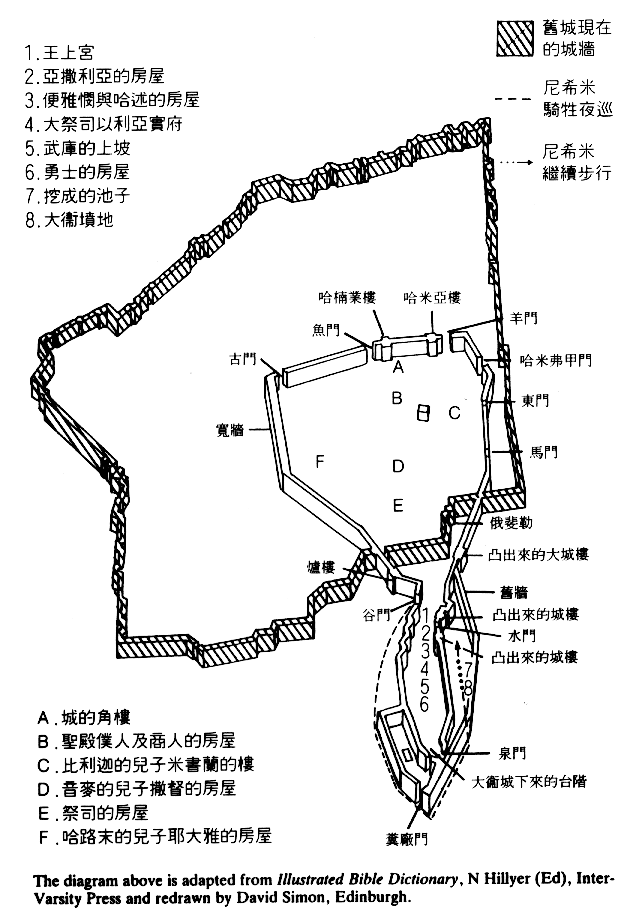 1.王上宮
2.亞撒利亞的房屋
3.便雅憫與哈述的房屋
4.大祭司以利亞實府
5.武庫的上坡
6.勇士的房屋
7.挖成的池子
8.大衞墳地
舊城現在
的城牆
尼希米
騎牲夜巡
尼希米
繼續步行
哈楠業樓
哈米亞樓
羊門
魚門
古門
哈米弗甲門
A
B
C
東門
寬牆
F
D
馬門
E
俄斐勒
凸出來的大城樓
爐樓
舊牆
谷門
1
2
3
4
5
6
凸出來的城樓
水門
凸出來的城樓
7
8
泉門
大衞城下來的台階
糞廠門
A.城的角樓
B.聖殿僕人及商人的房屋
C.比利迦的兒子米書蘭的樓
D.音麥的兒子撒督的房屋
E.祭司的房屋
F.哈路末的兒子耶大雅的房屋
The diagram above is adapted from Illustrated Bible Dictionary, N Hillyer (Ed), Inter-
Varsity Press and redrawn by David Simon, Edinburgh.